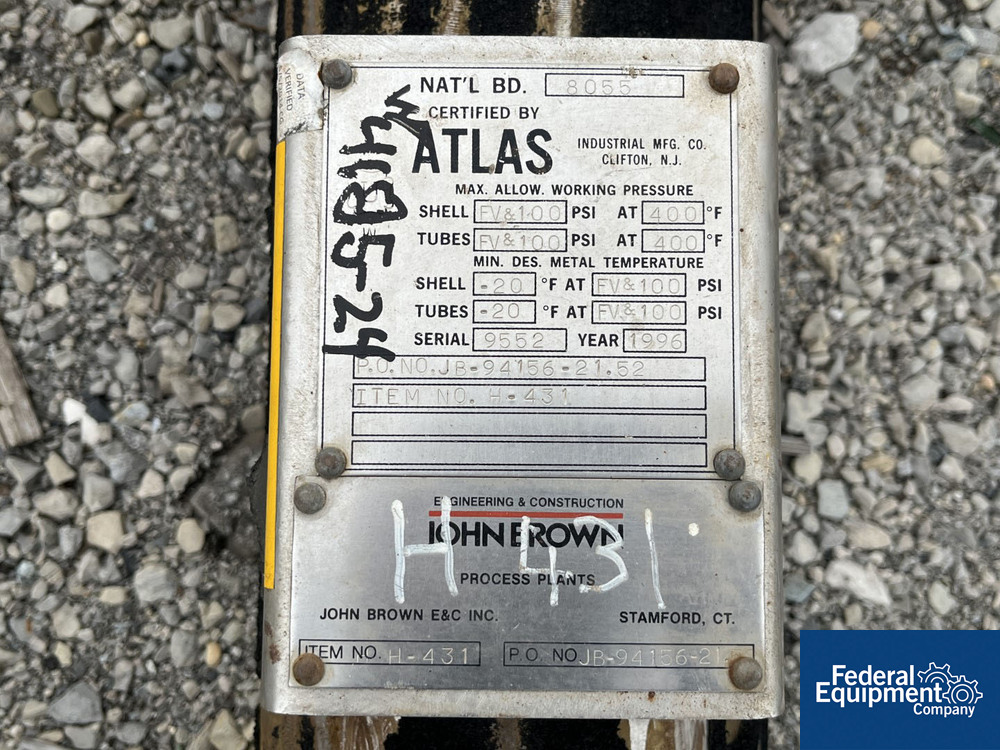 DATA
VERIFIED
NAT'L BD. 8055
CERTIFIED BY
ATLAS INDUSTRIAL MFG. CO.
CLIFTON, N.J.
MAX. ALLOW. WORKING PRESSURE
SHELL FV&100 PSI AT 400 °F
TUBES FV&100 PSI AT 400 °F
MIN. DES. METAL TEMPERATURE
SHELL -20 °F AT FV&100 PSI
TUBES -20 °F AT FV&100 PSI
SERIAL 9552 YEAR 1996
P.O. NO. JB-94156-21.52
ITEM NO. H-431
4185-24
ENGINEERING & CONSTRUCTION
JOHN BROWN
PROCESS PLANTS
H 431
JOHN BROWN E&C INC. STAMFORD, CT.
ITEM NO. H-431 P.O. NO. JB-94156-21
Federal
Equipment
Company